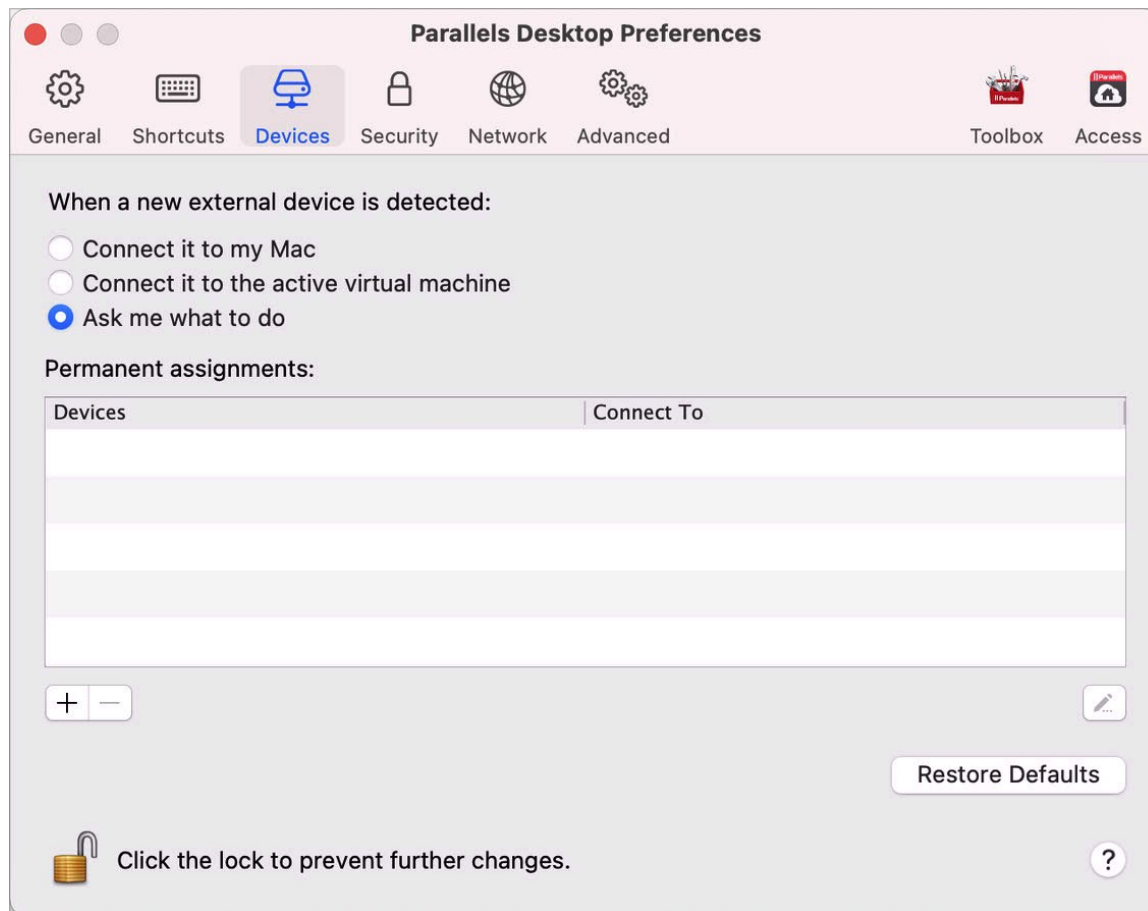 Parallels Desktop Preferences
General Shortcuts Devices Security Network Advanced Toolbox Access
When a new external device is detected:
Connect it to my Mac
Connect it to the active virtual machine
Ask me what to do
Permanent assignments:
Devices Connect To
Restore Defaults
Click the lock to prevent further changes.
?